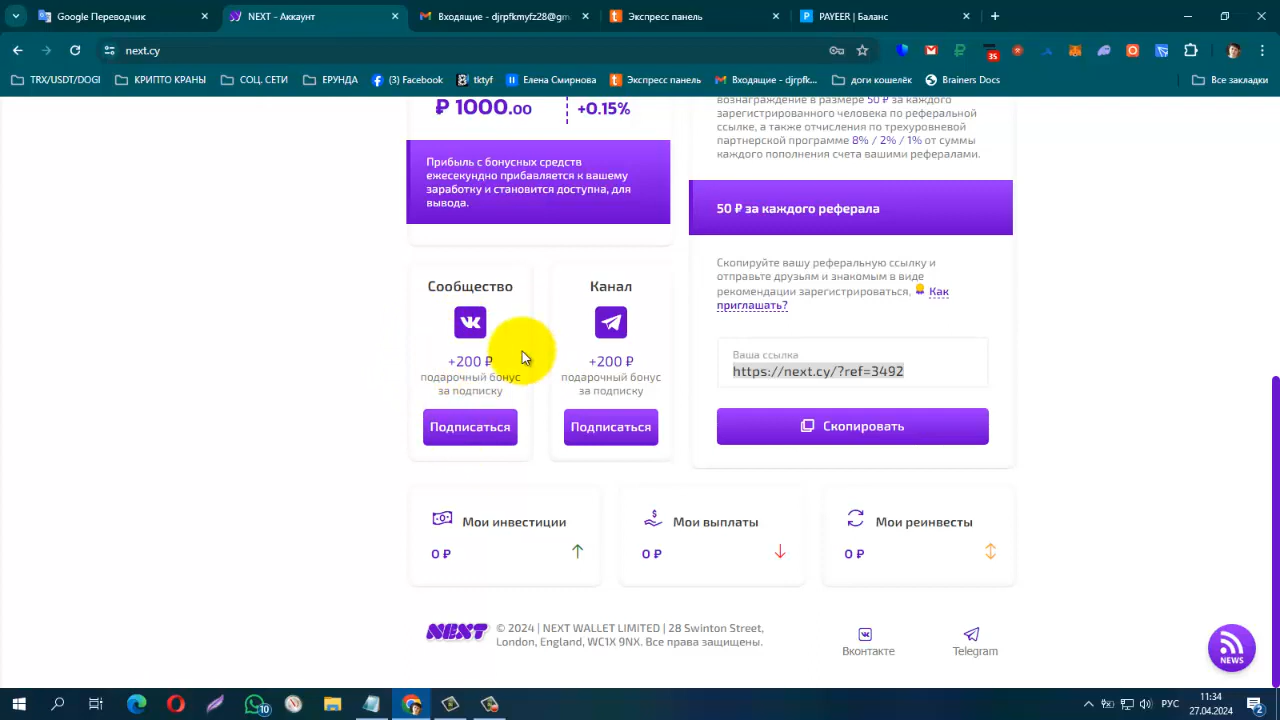 Google Переводчик
NEXT - Аккаунт
Входящие - djrpfkmyfz28@gm
Экспресс панель
PAYEER | Баланс
next.cy
35
TRX/USDT/DOGI
КРИПТО КРАНЫ
СОЦ. СЕТИ
ЕРУНДА
(3) Facebook
tktyf
Елена Смирнова
Экспресс панель
Входящие - djrpfk...
доги кошелёк
Brainers Docs
Все закладки
₽ 1000.00
+0.15%
Прибыль с бонусных средств
ежесекундно прибавляется к вашему
заработку и становится доступна, для
вывода.
вознаграждение в размере 50 ₽ за каждого
зарегистрированного человека по реферальной
ссылке, а также отчисления по трехуровневой
партнерской программе 8% / 2% / 1% от суммы
каждого пополнения счета вашими рефералами.
50 ₽ за каждого реферала
Сообщество
+200 ₽
подарочный бонус
за подписку
Подписаться
Канал
+200 ₽
подарочный бонус
за подписку
Подписаться
Скопируйте вашу реферальную ссылку и
отправьте друзьям и знакомым в виде
рекомендации зарегистрироваться, Как
приглашать?
Ваша ссылка
https://next.cy/?ref=3492
Скопировать
Мои инвестиции
0 ₽
Мои выплаты
0 ₽
Мои реинвесты
0 ₽
NEXT
© 2024 | NEXT WALLET LIMITED | 28 Swinton Street,
London, England, WC1X 9NX. Все права защищены.
Вконтакте
Telegram
NEWS
10
РУС
11:34
27.04.2024
2